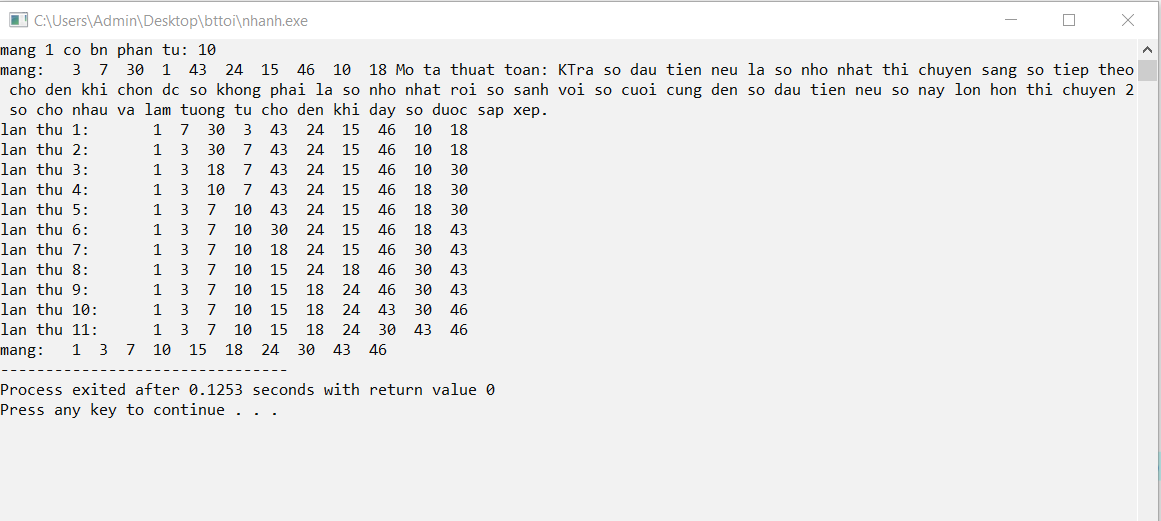 C:\Users\Admin\Desktop\bttoi\nhanh.exe
mang 1 co bn phan tu: 10
mang:   3  7  30  1  43  24  15  46  10  18 Mo ta thuat toan: KTra so dau tien neu la so nho nhat thi chuyen sang so tiep theo
 cho den khi chon dc so khong phai la so nho nhat roi so sanh voi so cuoi cung den so dau tien neu so nay lon hon thi chuyen 2
 so cho nhau va lam tuong tu cho den khi day so duoc sap xep.
lan thu 1:       1  7  30  3  43  24  15  46  10  18
lan thu 2:       1  3  30  7  43  24  15  46  10  18
lan thu 3:       1  3  18  7  43  24  15  46  10  30
lan thu 4:       1  3  10  7  43  24  15  46  18  30
lan thu 5:       1  3  7  10  43  24  15  46  18  30
lan thu 6:       1  3  7  10  30  24  15  46  18  43
lan thu 7:       1  3  7  10  18  24  15  46  30  43
lan thu 8:       1  3  7  10  15  24  18  46  30  43
lan thu 9:       1  3  7  10  15  18  24  46  30  43
lan thu 10:      1  3  7  10  15  18  24  43  30  46
lan thu 11:      1  3  7  10  15  18  24  30  43  46
mang:   1  3  7  10  15  18  24  30  43  46
--------------------------------
Process exited after 0.1253 seconds with return value 0
Press any key to continue . . .